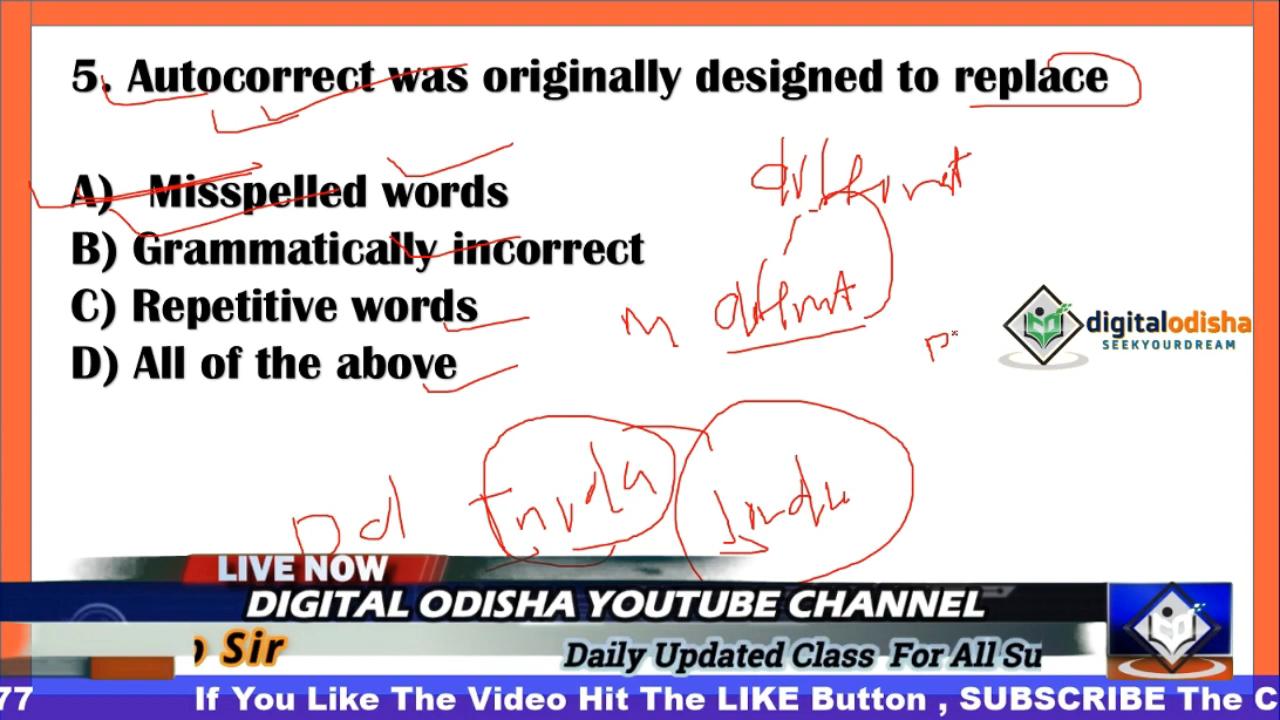 5. Autocorrect was originally designed to replace
A) Misspelled words
B) Grammatically incorrect
C) Repetitive words
D) All of the above
digitalodisha
SEEKYOURDREAM
LIVE NOW
DIGITAL ODISHA YOUTUBE CHANNEL
Sir
Daily Updated Class For All Su
77
If You Like The Video Hit The LIKE Button , SUBSCRIBE The C